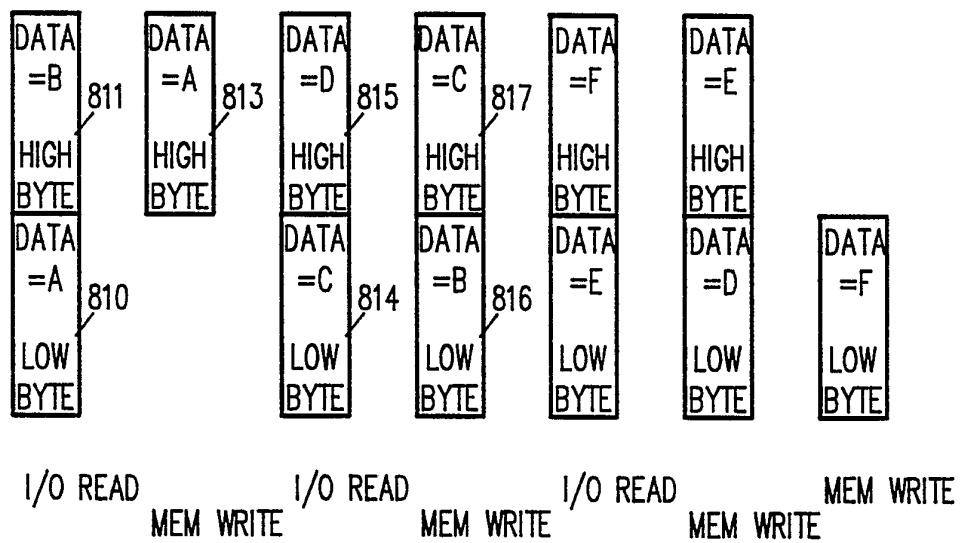 DATA =B HIGH BYTE
811
DATA =A HIGH BYTE
813
DATA =D HIGH BYTE
815
DATA =C HIGH BYTE
817
DATA =F HIGH BYTE
DATA =E HIGH BYTE
DATA =A LOW BYTE
810
DATA =C LOW BYTE
814
DATA =B LOW BYTE
816
DATA =E LOW BYTE
DATA =D LOW BYTE
DATA =F LOW BYTE
I/O READ
MEM WRITE
I/O READ
MEM WRITE
I/O READ
MEM WRITE
MEM WRITE